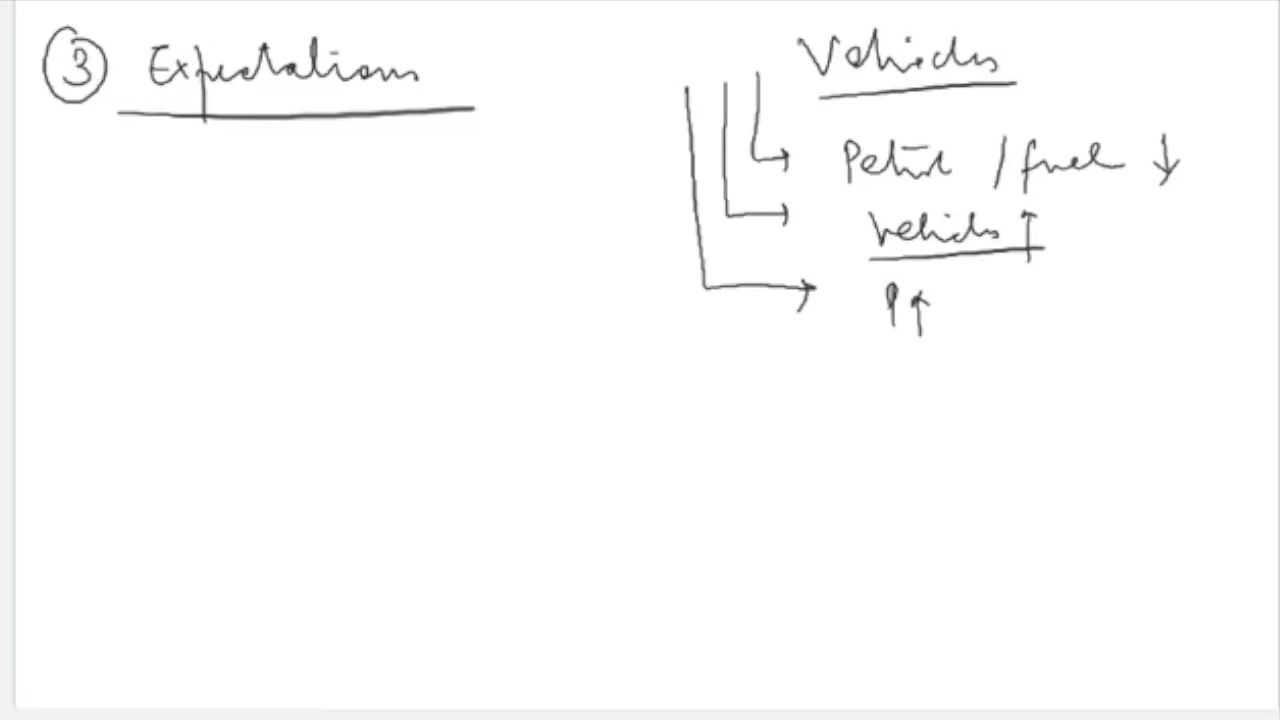 ③ Expectations
Vehicles
→ Petrol / fuel ↓
→ Vehicles ↑
→ P↑